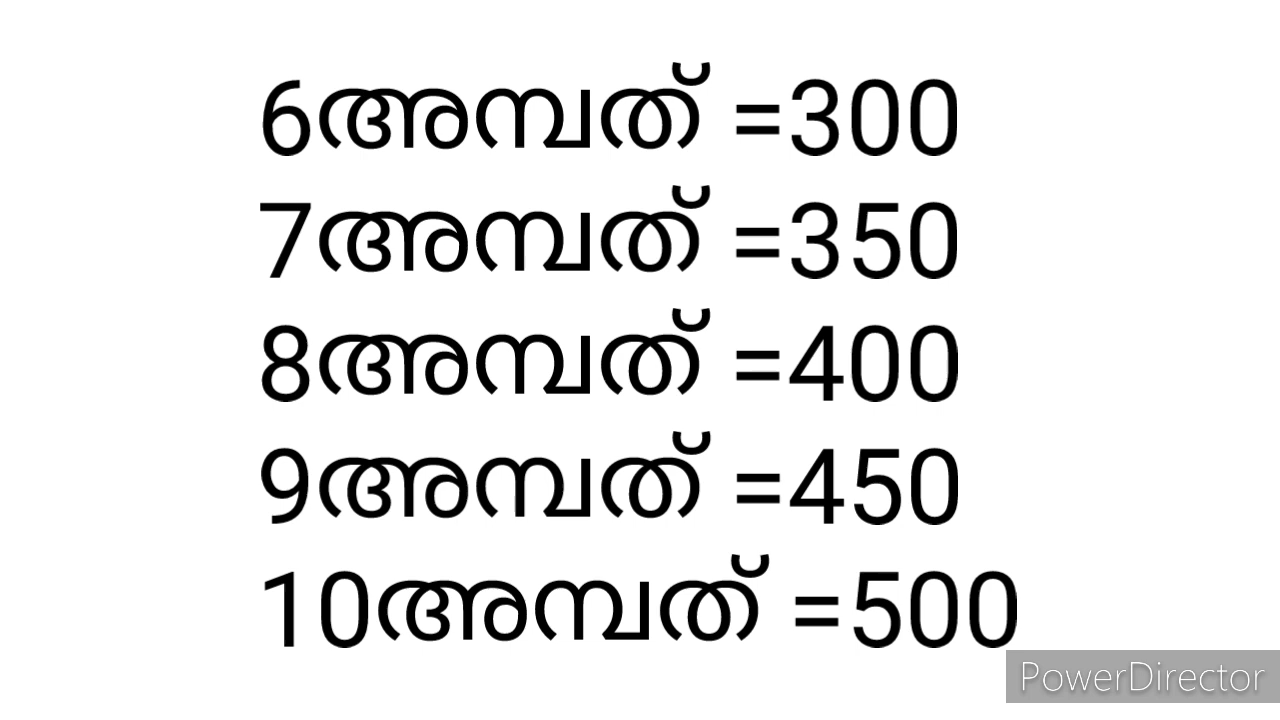 6അമ്പത് =300
7അമ്പത് =350
8അമ്പത് =400
9അമ്പത് =450
10അമ്പത് =500
PowerDirector